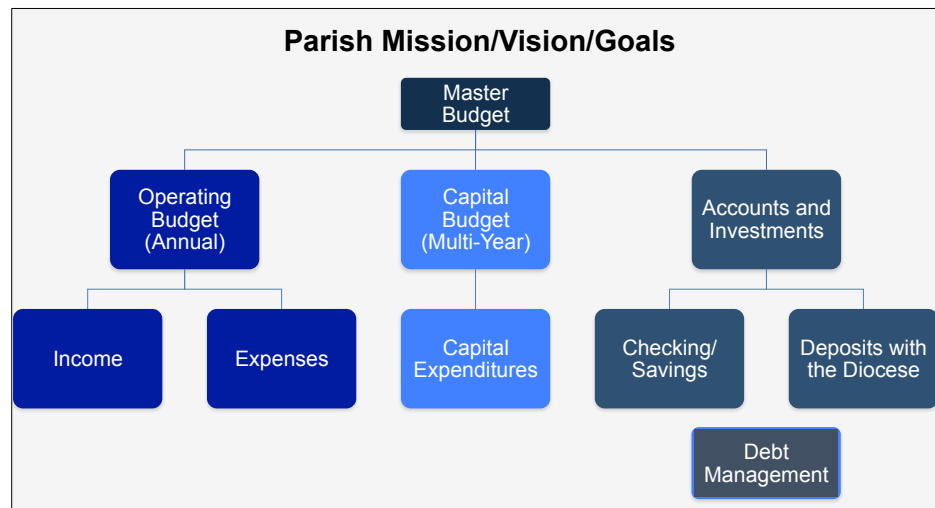 Parish Mission/Vision/Goals
Master
Budget
Operating
Budget
(Annual)
Capital
Budget
(Multi-Year)
Accounts and
Investments
Income
Expenses
Capital
Expenditures
Checking/
Savings
Deposits with
the Diocese
Debt
Management